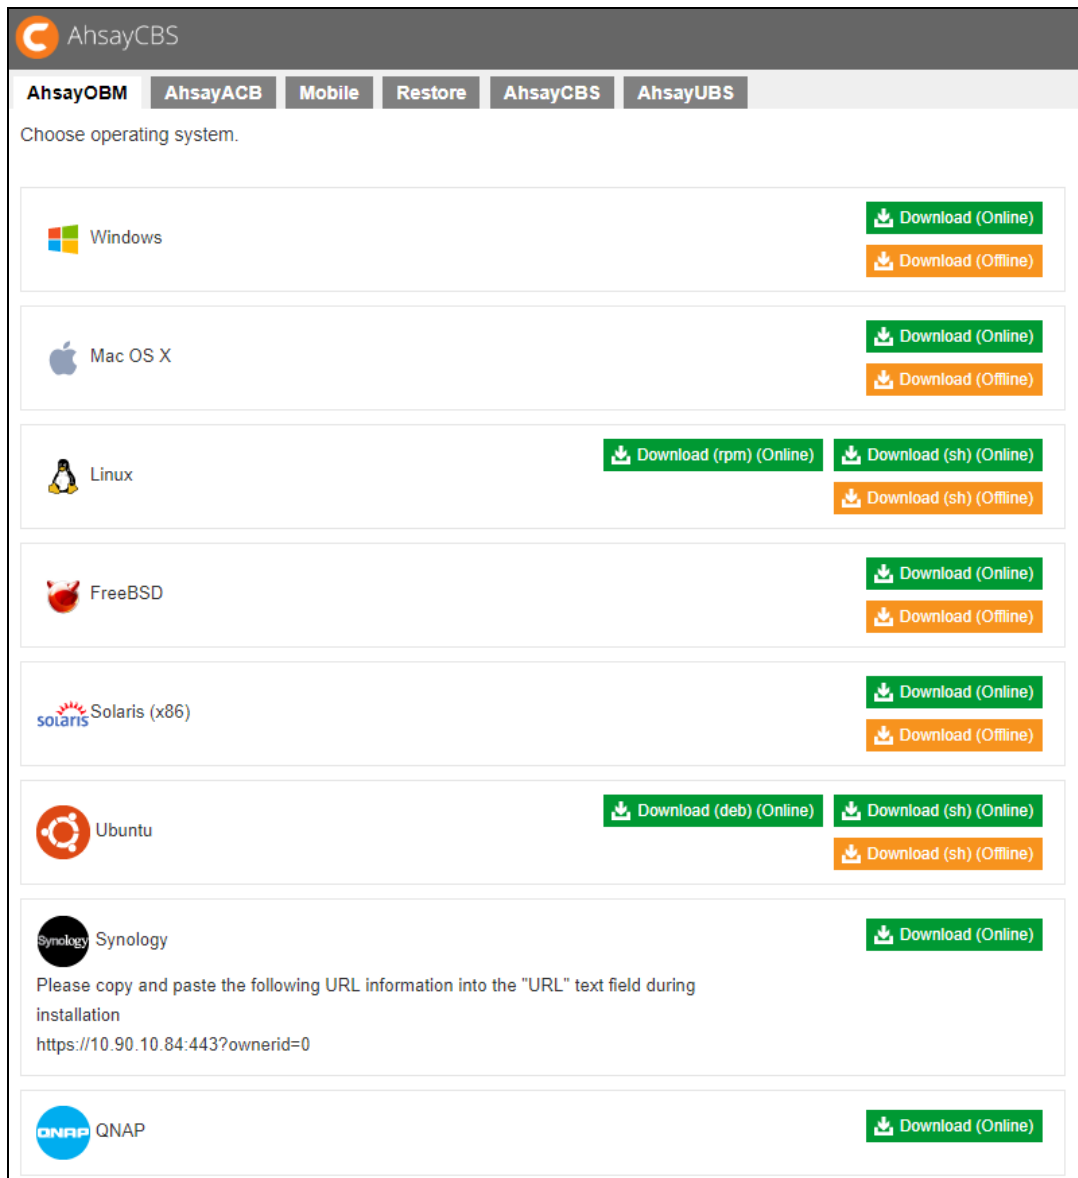 AhsayCBS
AhsayOBM AhsayACB Mobile Restore AhsayCBS AhsayUBS
Choose operating system.
Windows
Download (Online)
Download (Offline)
Mac OS X
Download (Online)
Download (Offline)
Linux
Download (rpm) (Online) Download (sh) (Online)
Download (sh) (Offline)
FreeBSD
Download (Online)
Download (Offline)
solaris Solaris (x86)
Download (Online)
Download (Offline)
Ubuntu
Download (deb) (Online) Download (sh) (Online)
Download (sh) (Offline)
Synology Synology
Download (Online)
Please copy and paste the following URL information into the "URL" text field during
installation
https://10.90.10.84:443?ownerid=0
QNAP QNAP
Download (Online)